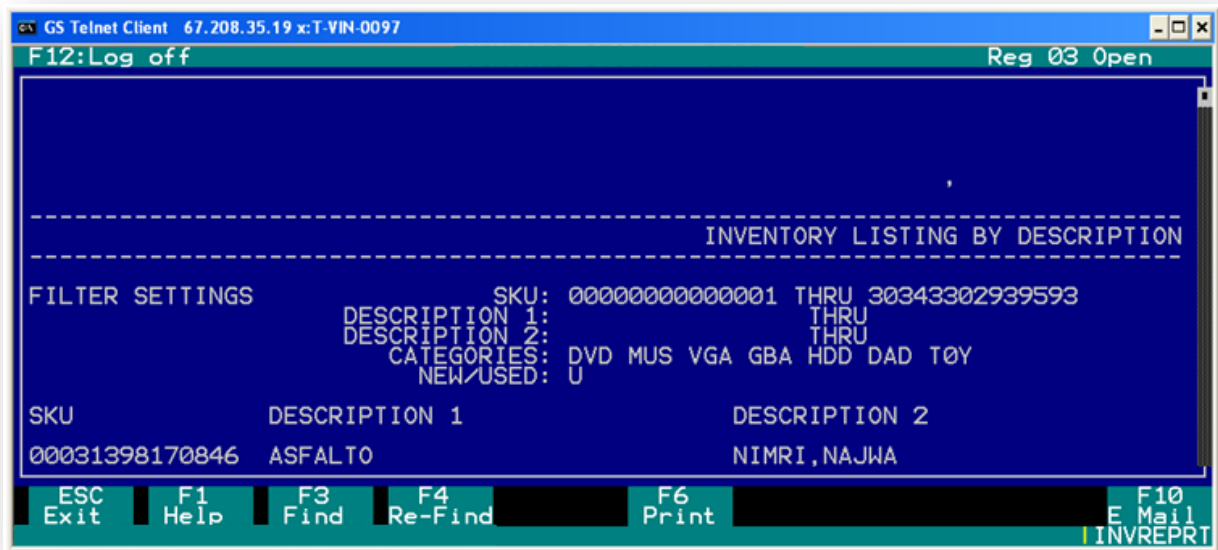 GS Telnet Client 67.208.35.19 x:T-VIN-0097
F12:Log off Reg 03 Open
,
--------------------------------------------------------------------------------
INVENTORY LISTING BY DESCRIPTION
--------------------------------------------------------------------------------
FILTER SETTINGS SKU: 00000000000001 THRU 30343302939593
DESCRIPTION 1: THRU
DESCRIPTION 2: THRU
CATEGORIES: DVD MUS VGA GBA HDD DAD TØY
NEW/USED: U
SKU DESCRIPTION 1 DESCRIPTION 2
00031398170846 ASFALTO NIMRI,NAJWA
ESC F1 F3 F4 F6 F10
Exit Help Find Re-Find Print E Mail
INVREPRT